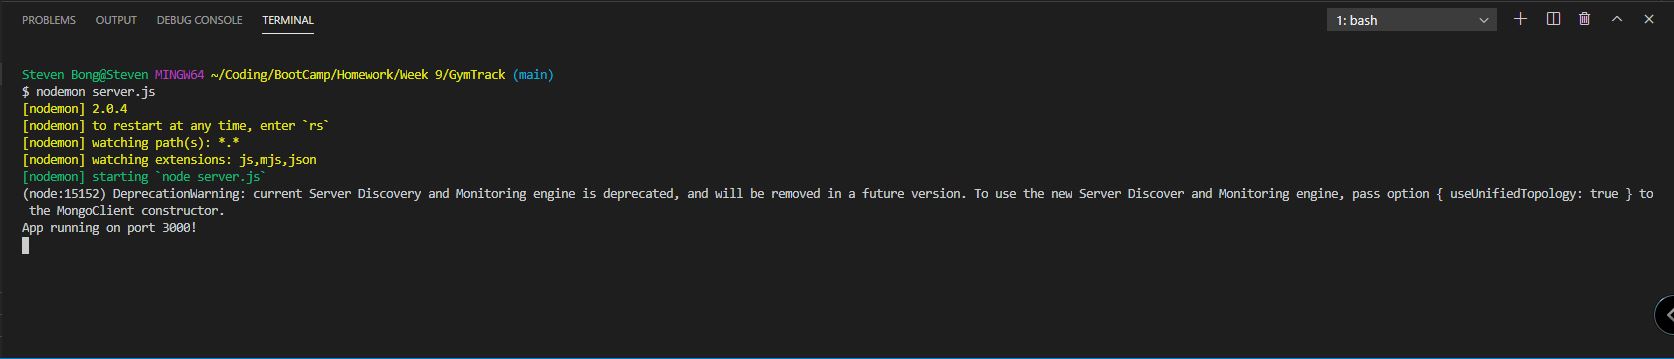 PROBLEMS OUTPUT DEBUG CONSOLE TERMINAL 1: bash
Steven Bong@Steven MINGW64 ~/Coding/BootCamp/Homework/Week 9/GymTrack (main)
$ nodemon server.js
[nodemon] 2.0.4
[nodemon] to restart at any time, enter `rs`
[nodemon] watching path(s): *.*
[nodemon] watching extensions: js,mjs,json
[nodemon] starting `node server.js`
(node:15152) DeprecationWarning: current Server Discovery and Monitoring engine is deprecated, and will be removed in a future version. To use the new Server Discover and Monitoring engine, pass option { useUnifiedTopology: true } to
the MongoClient constructor.
App running on port 3000!